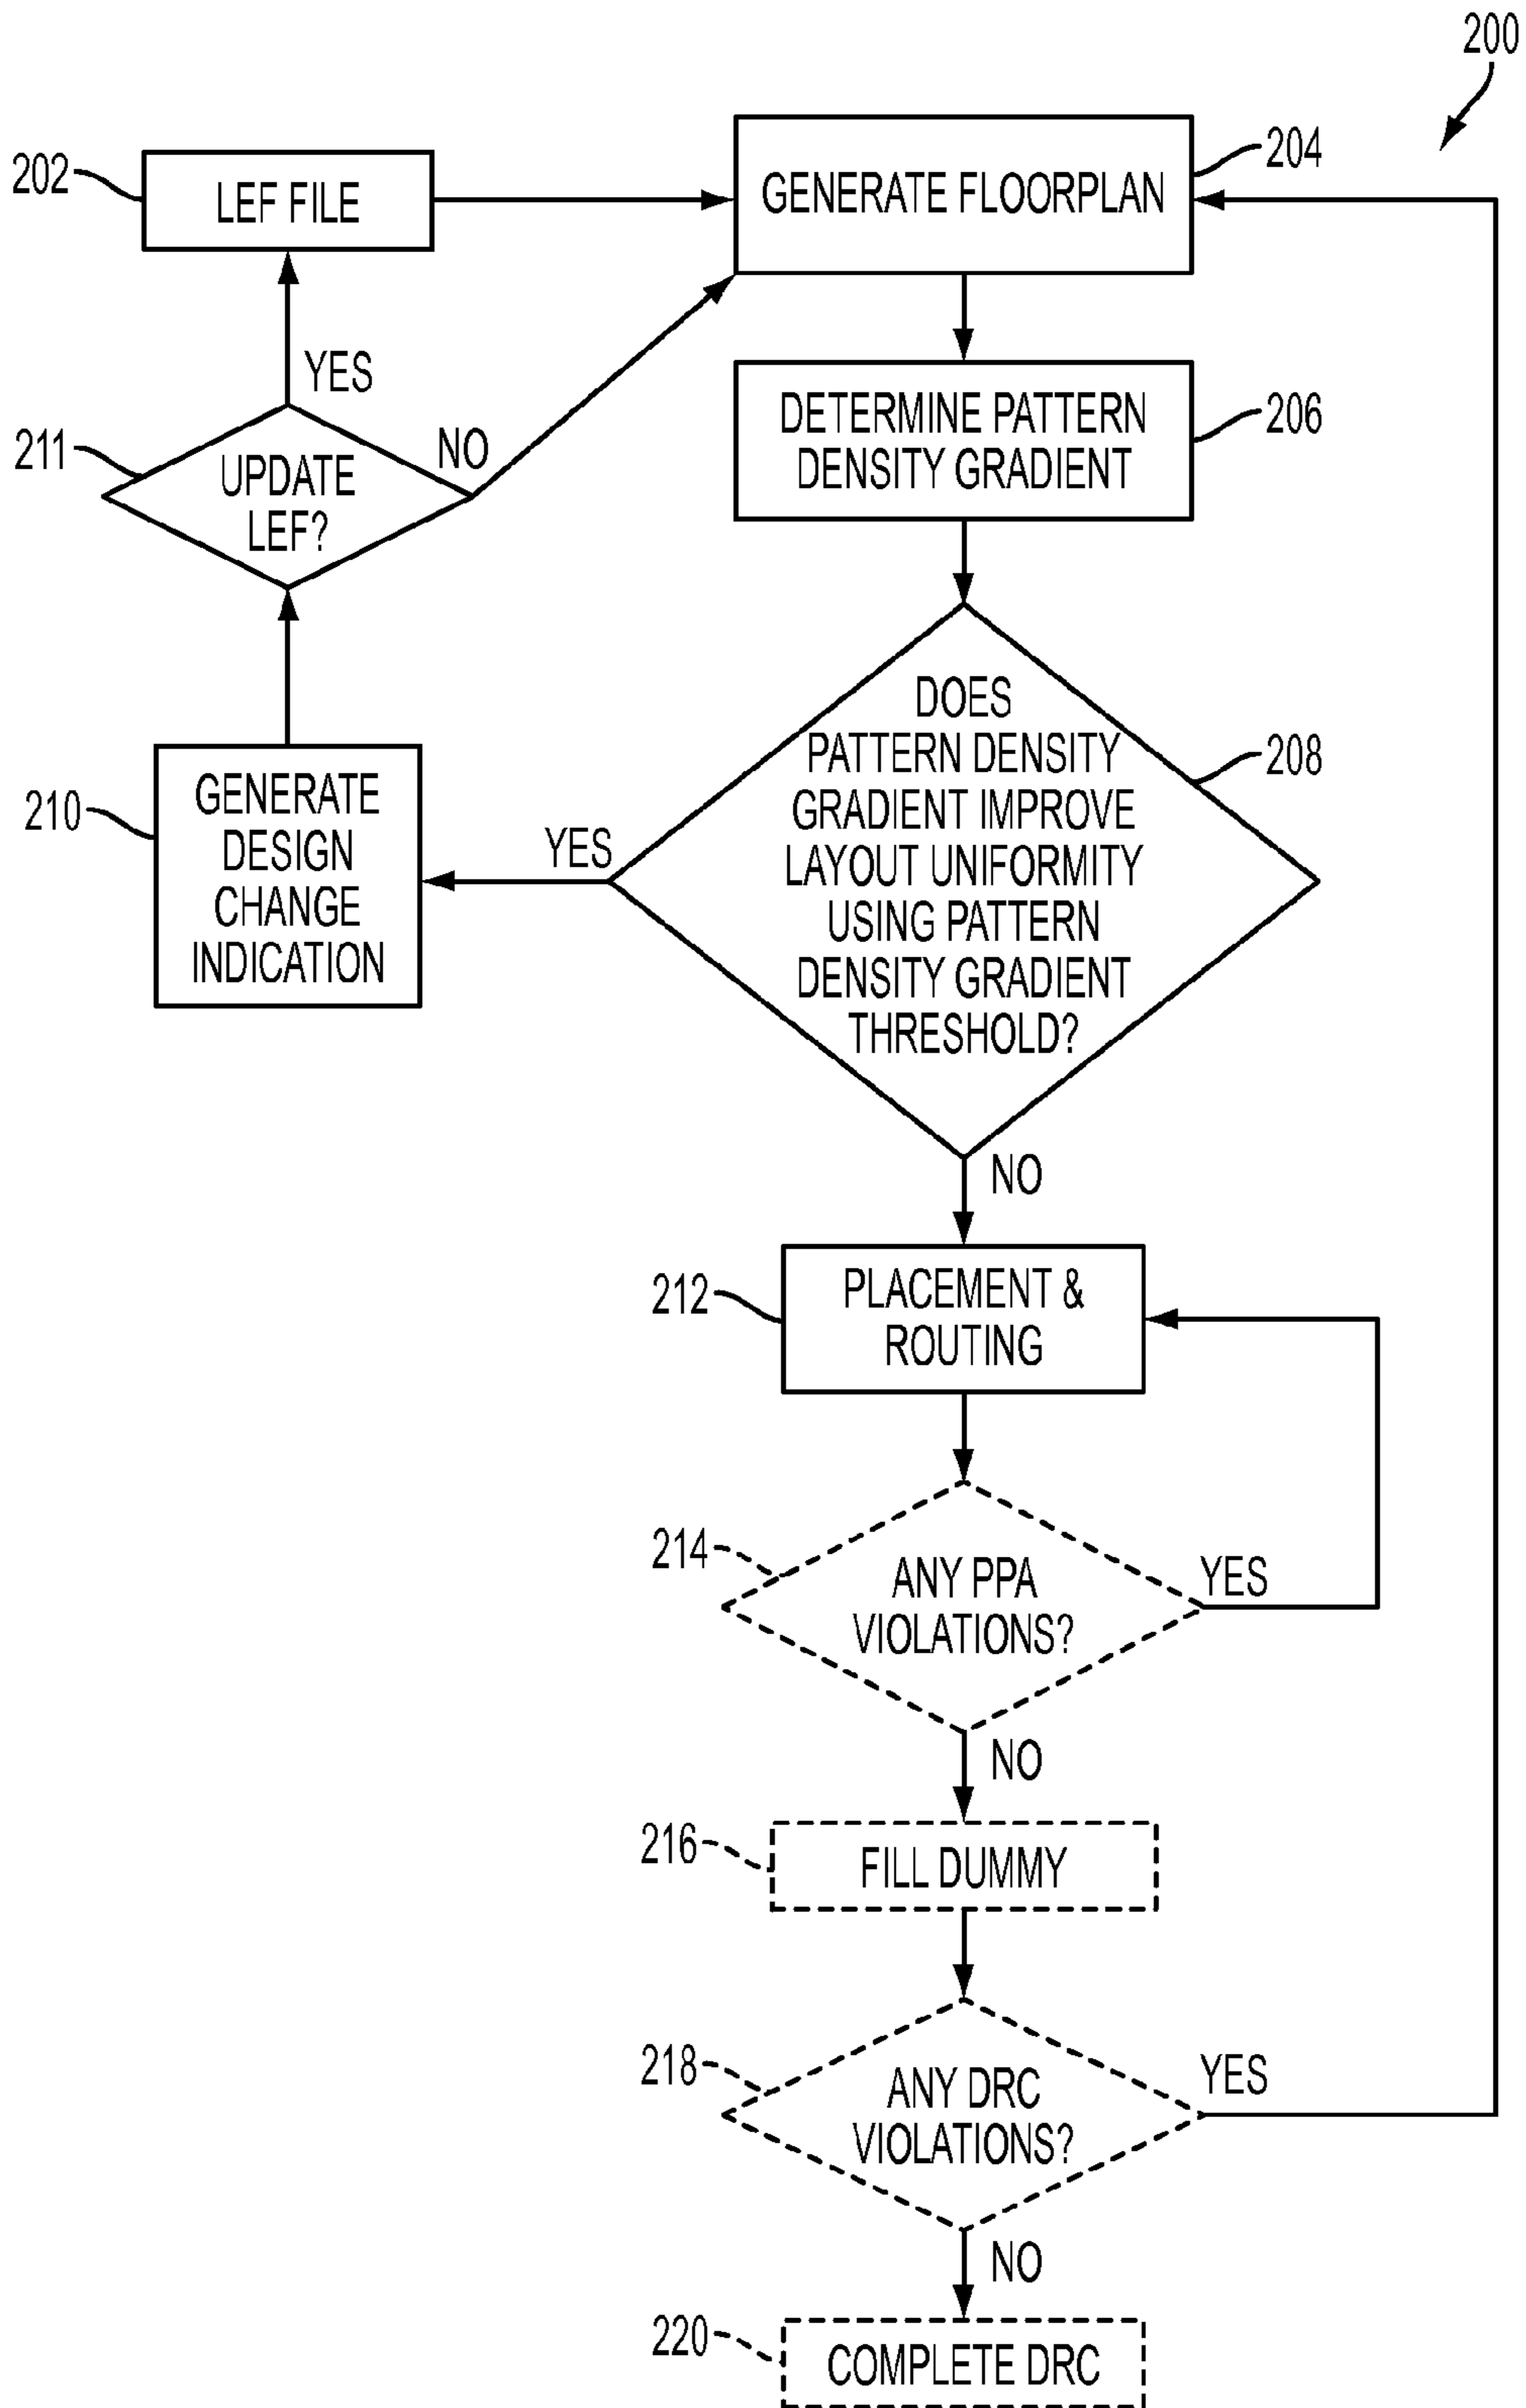 200
202
LEF FILE
204
GENERATE FLOORPLAN
YES
211
UPDATE
LEF?
NO
206
DETERMINE PATTERN
DENSITY GRADIENT
208
DOES
PATTERN DENSITY
GRADIENT IMPROVE
LAYOUT UNIFORMITY
USING PATTERN
DENSITY GRADIENT
THRESHOLD?
YES
210
GENERATE
DESIGN
CHANGE
INDICATION
NO
212
PLACEMENT &
ROUTING
214
ANY PPA
VIOLATIONS?
YES
NO
216
FILL DUMMY
218
ANY DRC
VIOLATIONS?
YES
NO
220
COMPLETE DRC